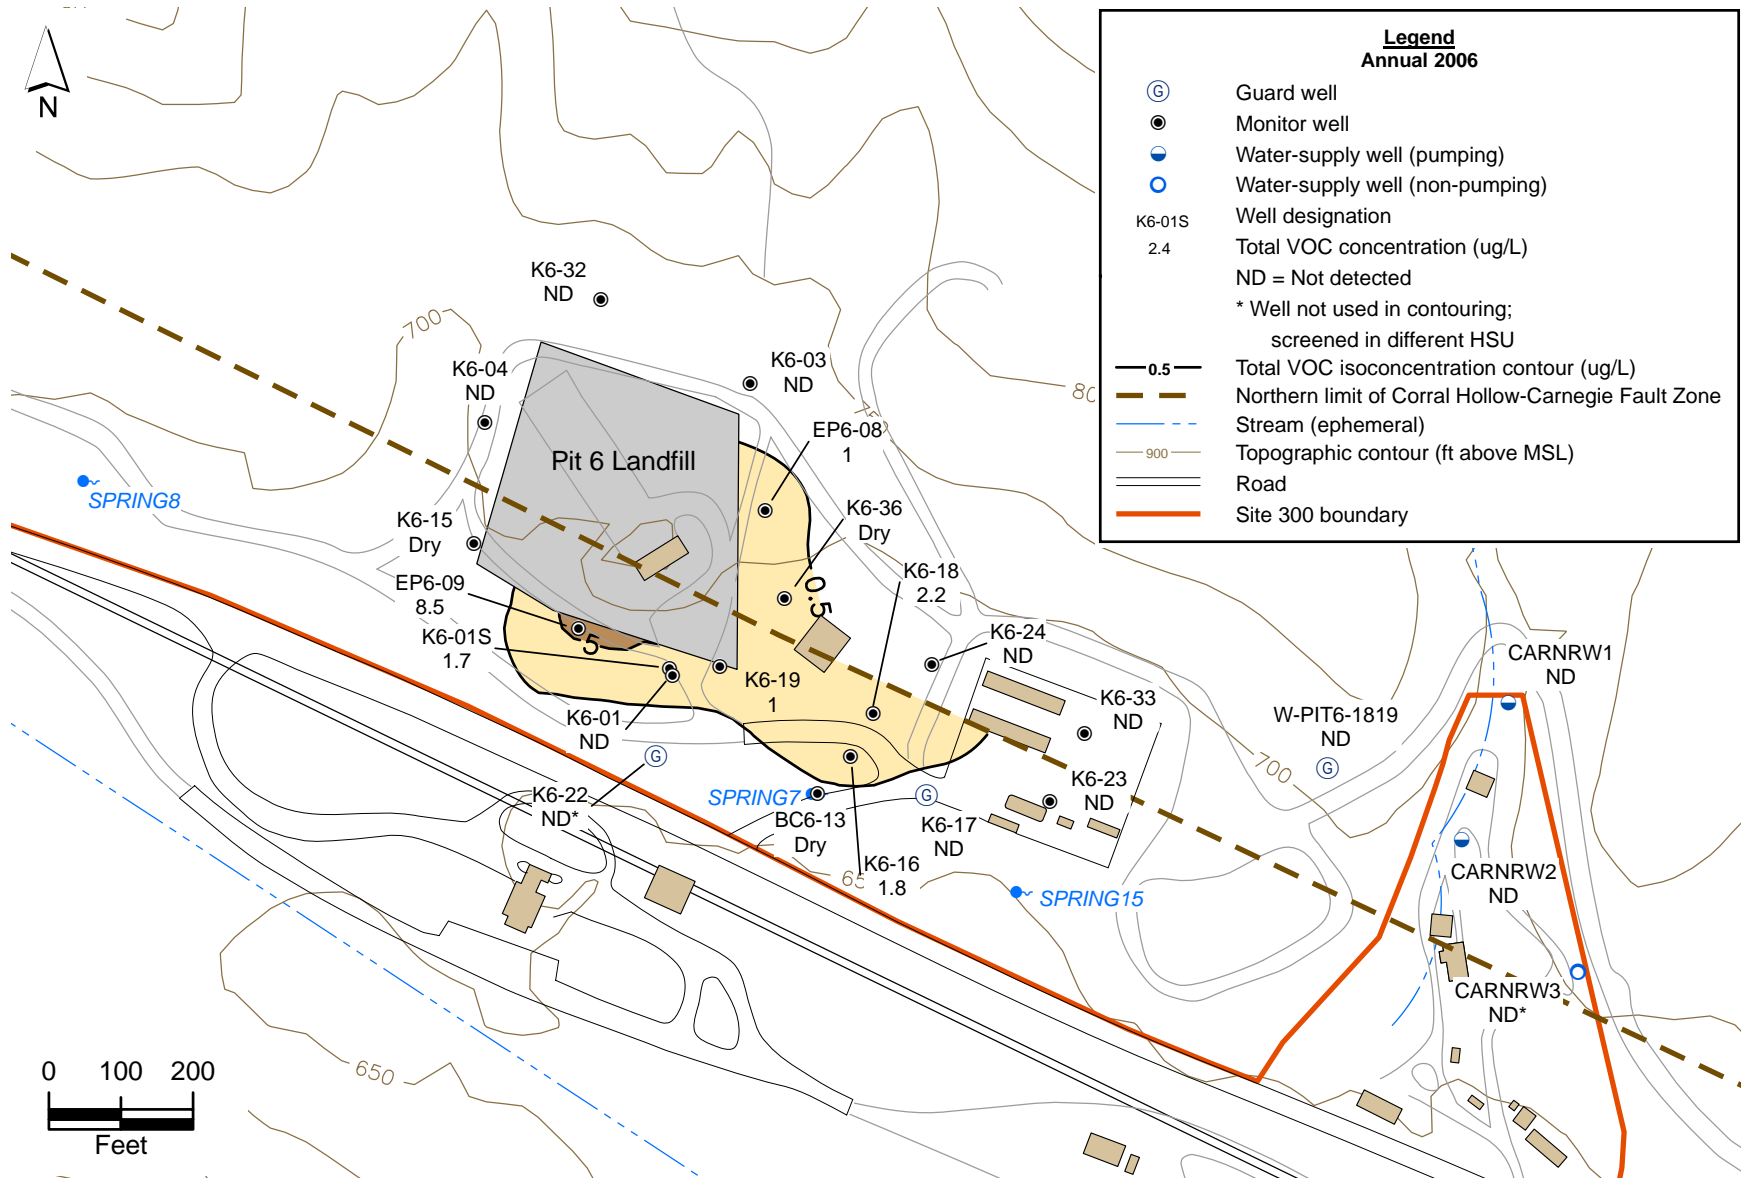 Legend
Annual 2006
Guard well
Monitor well
Water-supply well (pumping)
Water-supply well (non-pumping)
K6-01S
Well designation
2.4
Total VOC concentration (ug/L)
ND = Not detected
* Well not used in contouring;
screened in different HSU
0.5
Total VOC isoconcentration contour (ug/L)
Northern limit of Corral Hollow-Carnegie Fault Zone
Stream (ephemeral)
900
Topographic contour (ft above MSL)
Road
Site 300 boundary
G
N
K6-32
ND
700
K6-04
ND
K6-03
ND
80
EP6-08
1
Pit 6 Landfill
SPRING8
K6-15
Dry
K6-36
Dry
EP6-09
8.5
K6-18
2.2
0.5
5
K6-01S
1.7
K6-24
ND
CARNRW1
ND
K6-19
1
K6-01
ND
K6-33
ND
W-PIT6-1819
ND
G
700
G
K6-22
ND*
SPRING7
BC6-13
Dry
G
K6-17
ND
K6-23
ND
K6-16
1.8
65
SPRING15
CARNRW2
ND
CARNRW3
ND*
650
0 100 200
Feet